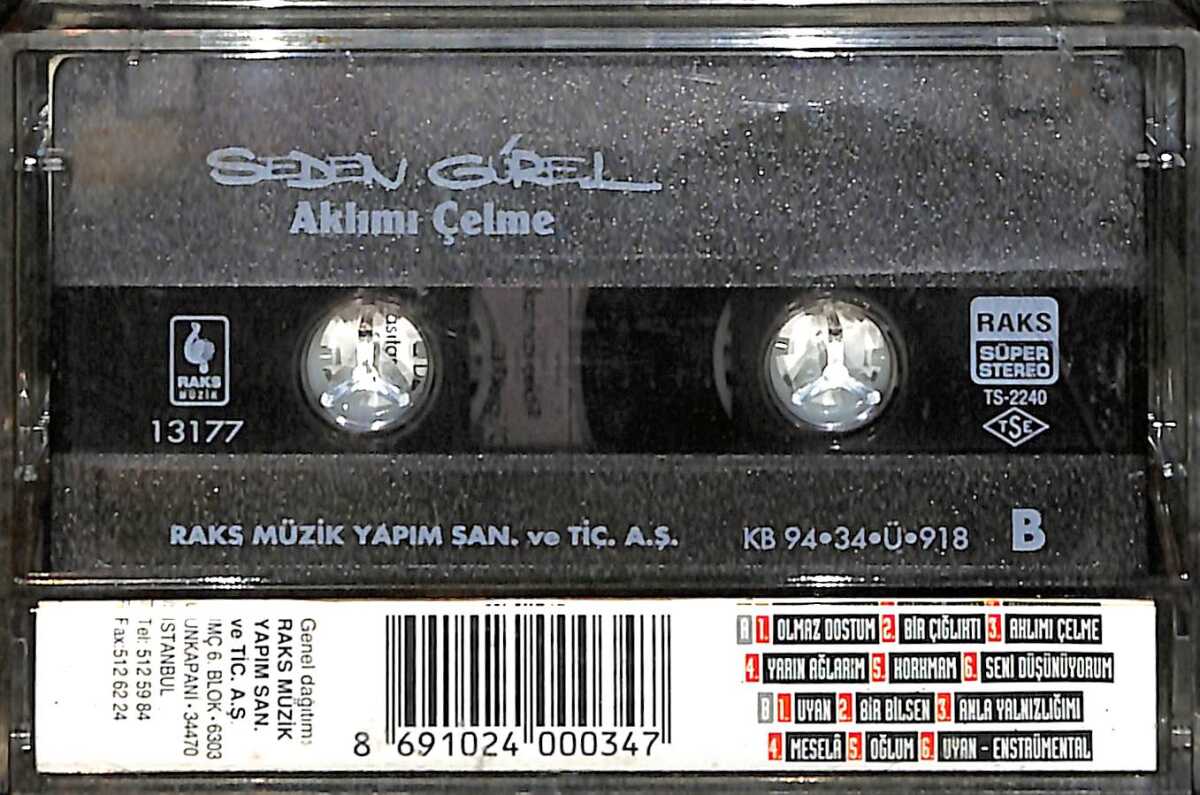 SEDEN GÜREL
Aklımı Çelme
RAKS
MÜZİK
13177
RAKS
SÜPER
STEREO
TS-2240
TSE
RAKS MÜZİK YAPIM SAN. ve TİC. A.Ş.
KB 94•34•Ü•918
B
Genel dağıtım:
RAKS MÜZİK
YAPIM SAN.
ve TİC. A.Ş.
İMÇ 6. BLOK • 6303
UNKAPANI • 34470
İSTANBUL
Tel: 512 59 84
Fax:512 62 24
8 691024 000347
A 1. OLMAZ DOSTUM 2. BİR ÇIĞLIKTI 3. AKLIMI ÇELME
4. YARIN AĞLARIM 5. KORKMAM 6. SENİ DÜŞÜNÜYORUM
B 1. UYAN 2. BİR BİLSEN 3. ANLA YALNIZLIĞIMI
4. MESELÂ 5. OĞLUM 6. UYAN - ENSTRÜMENTAL